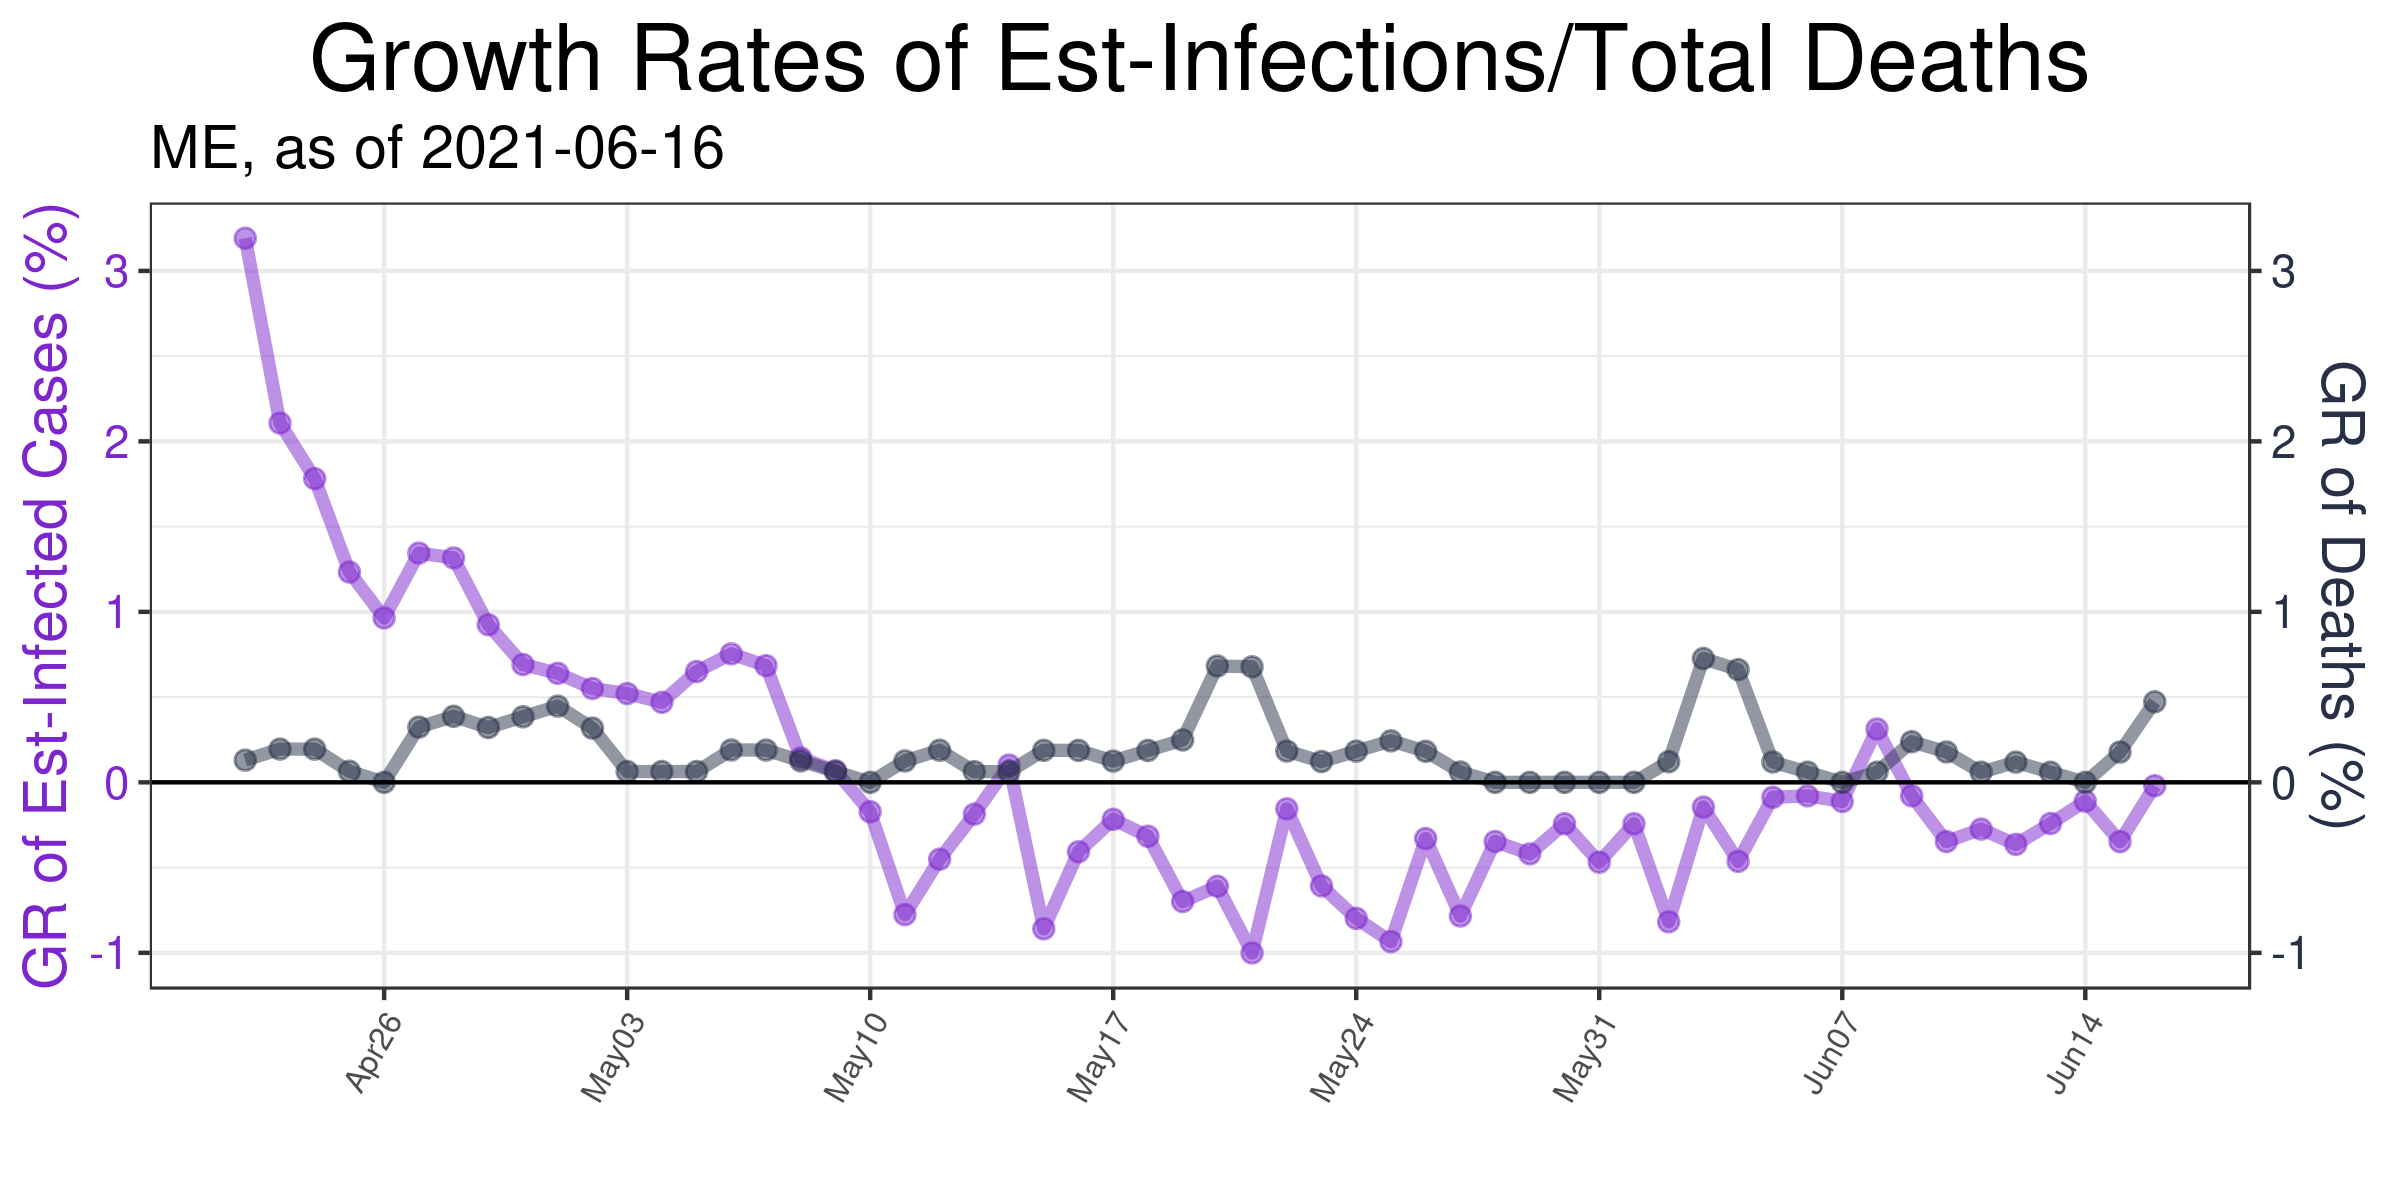 Growth Rates of Est-Infections/Total Deaths
ME, as of 2021-06-16
GR of Est-Infected Cases (%)
3
2
1
0
-1
3
2
1
0
-1
GR of Deaths (%)
Apr26
May03
May10
May17
May24
May31
Jun07
Jun14